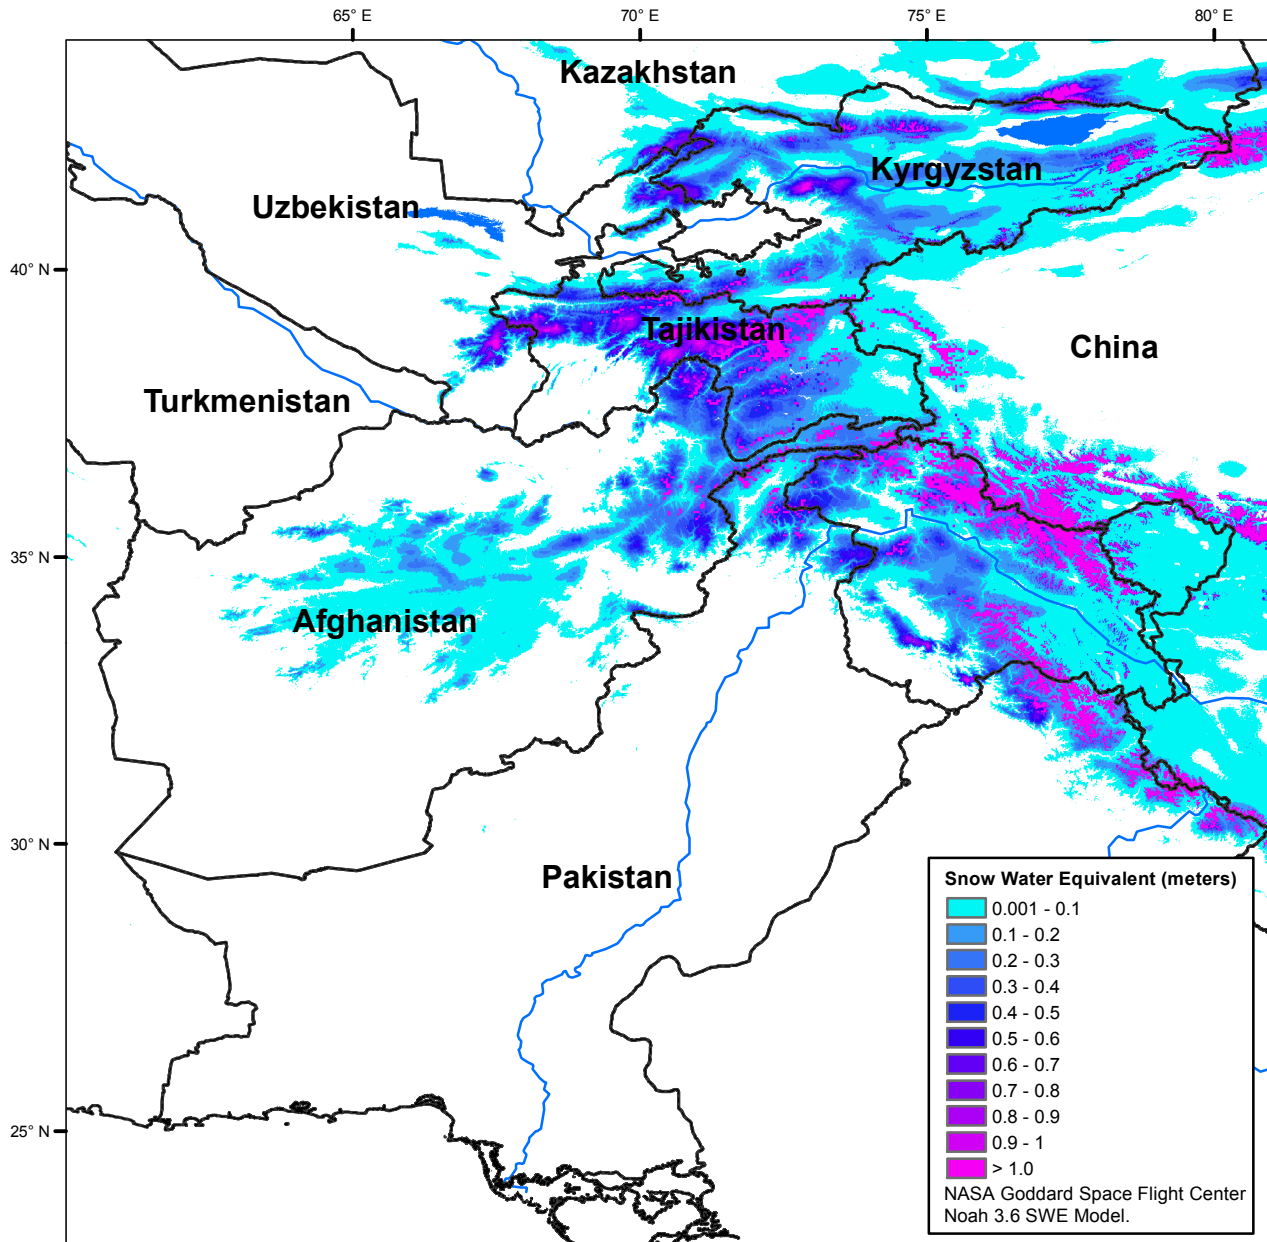 65° E
70° E
75° E
80° E
Kazakhstan
Kyrgyzstan
Uzbekistan
40° N
Tajikistan
China
Turkmenistan
35° N
Afghanistan
30° N
Pakistan
25° N
Snow Water Equivalent (meters)
0.001 - 0.1
0.1 - 0.2
0.2 - 0.3
0.3 - 0.4
0.4 - 0.5
0.5 - 0.6
0.6 - 0.7
0.7 - 0.8
0.8 - 0.9
0.9 - 1
> 1.0
NASA Goddard Space Flight Center
Noah 3.6 SWE Model.